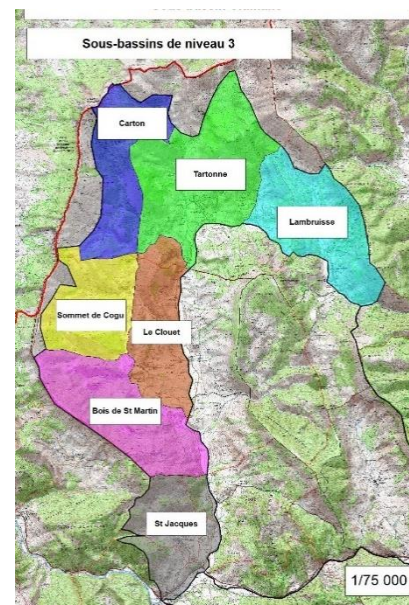 Sous-bassins de niveau 3
Carton
Tartonne
Lambruisse
Sommet de Cogu
Le Clouet
Bois de St Martin
St Jacques
1/75 000